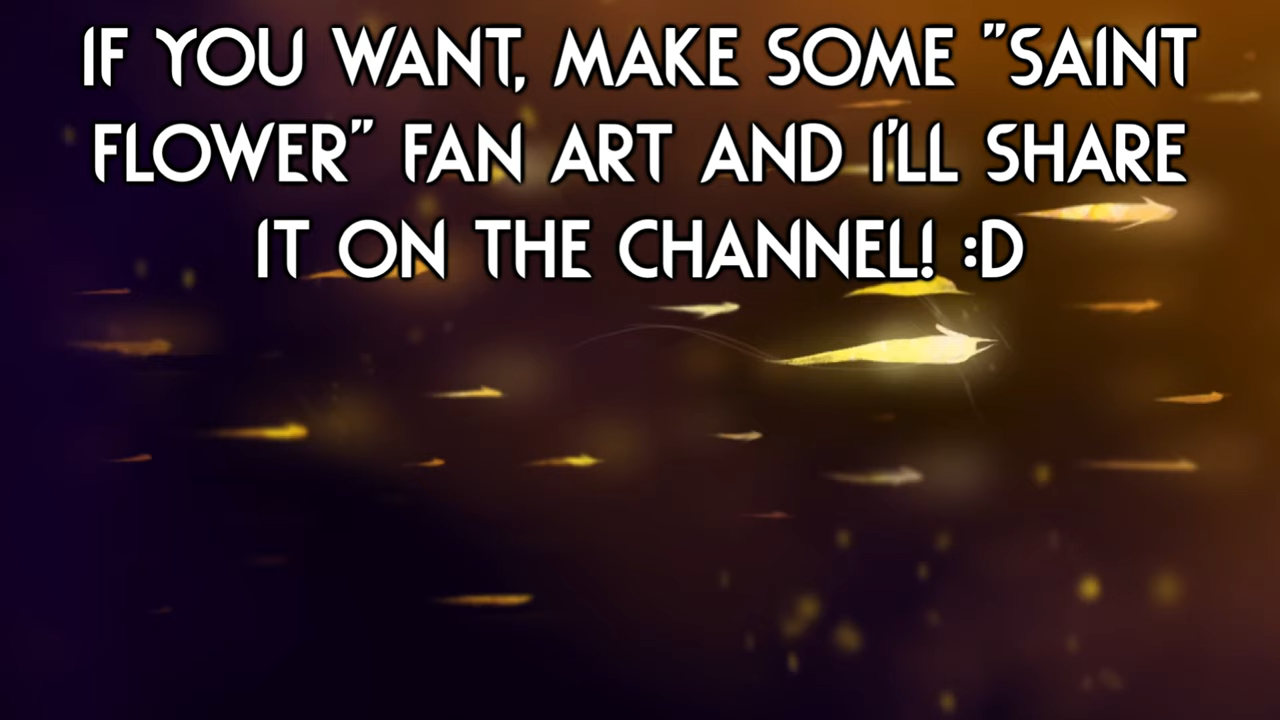 IF YOU WANT, MAKE SOME "SAINT
FLOWER" FAN ART AND I'LL SHARE
IT ON THE CHANNEL! :D